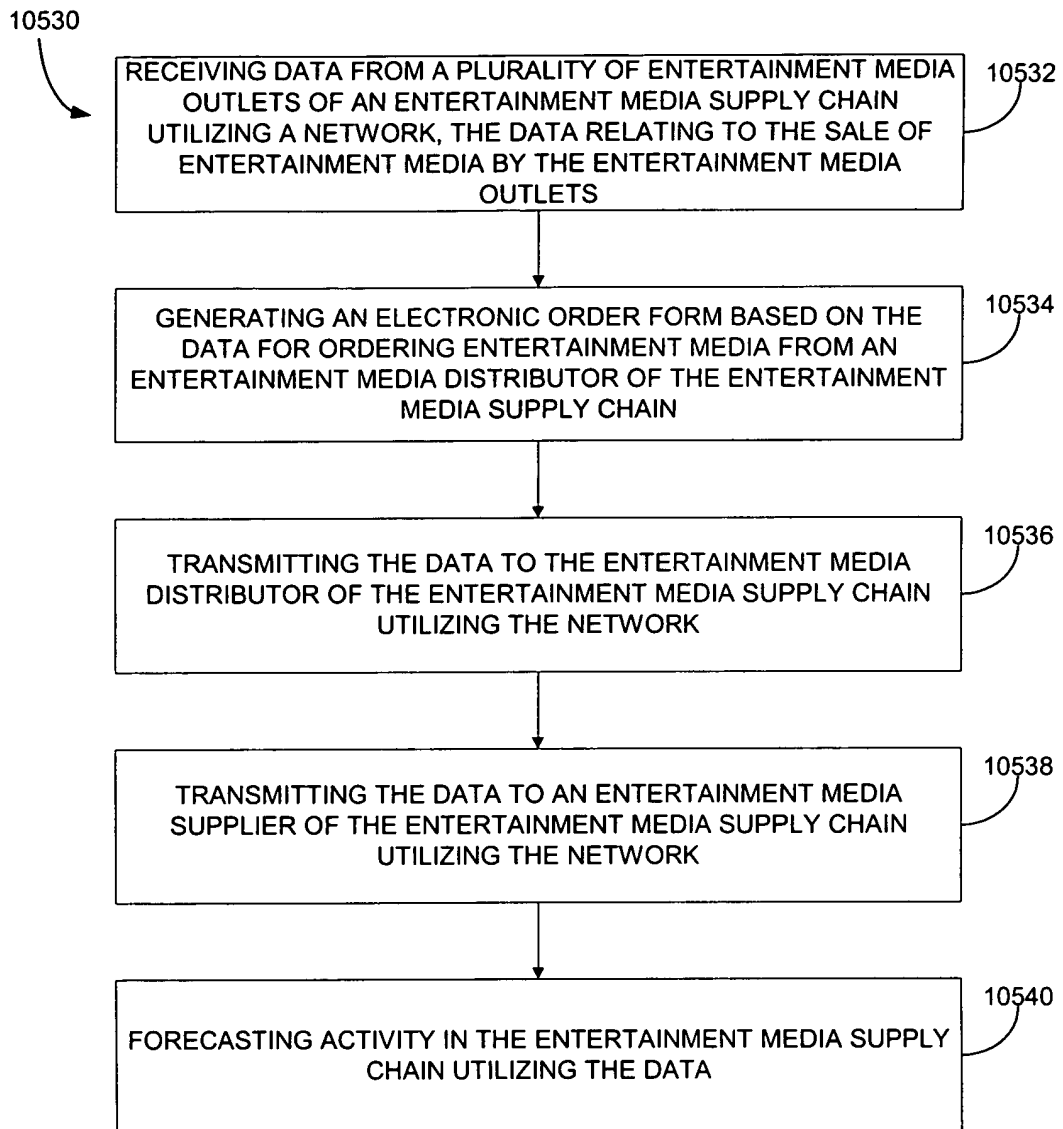 10530
RECEIVING DATA FROM A PLURALITY OF ENTERTAINMENT MEDIA
OUTLETS OF AN ENTERTAINMENT MEDIA SUPPLY CHAIN
UTILIZING A NETWORK, THE DATA RELATING TO THE SALE OF
ENTERTAINMENT MEDIA BY THE ENTERTAINMENT MEDIA
OUTLETS
10532
GENERATING AN ELECTRONIC ORDER FORM BASED ON THE
DATA FOR ORDERING ENTERTAINMENT MEDIA FROM AN
ENTERTAINMENT MEDIA DISTRIBUTOR OF THE ENTERTAINMENT
MEDIA SUPPLY CHAIN
10534
TRANSMITTING THE DATA TO THE ENTERTAINMENT MEDIA
DISTRIBUTOR OF THE ENTERTAINMENT MEDIA SUPPLY CHAIN
UTILIZING THE NETWORK
10536
TRANSMITTING THE DATA TO AN ENTERTAINMENT MEDIA
SUPPLIER OF THE ENTERTAINMENT MEDIA SUPPLY CHAIN
UTILIZING THE NETWORK
10538
FORECASTING ACTIVITY IN THE ENTERTAINMENT MEDIA SUPPLY
CHAIN UTILIZING THE DATA
10540